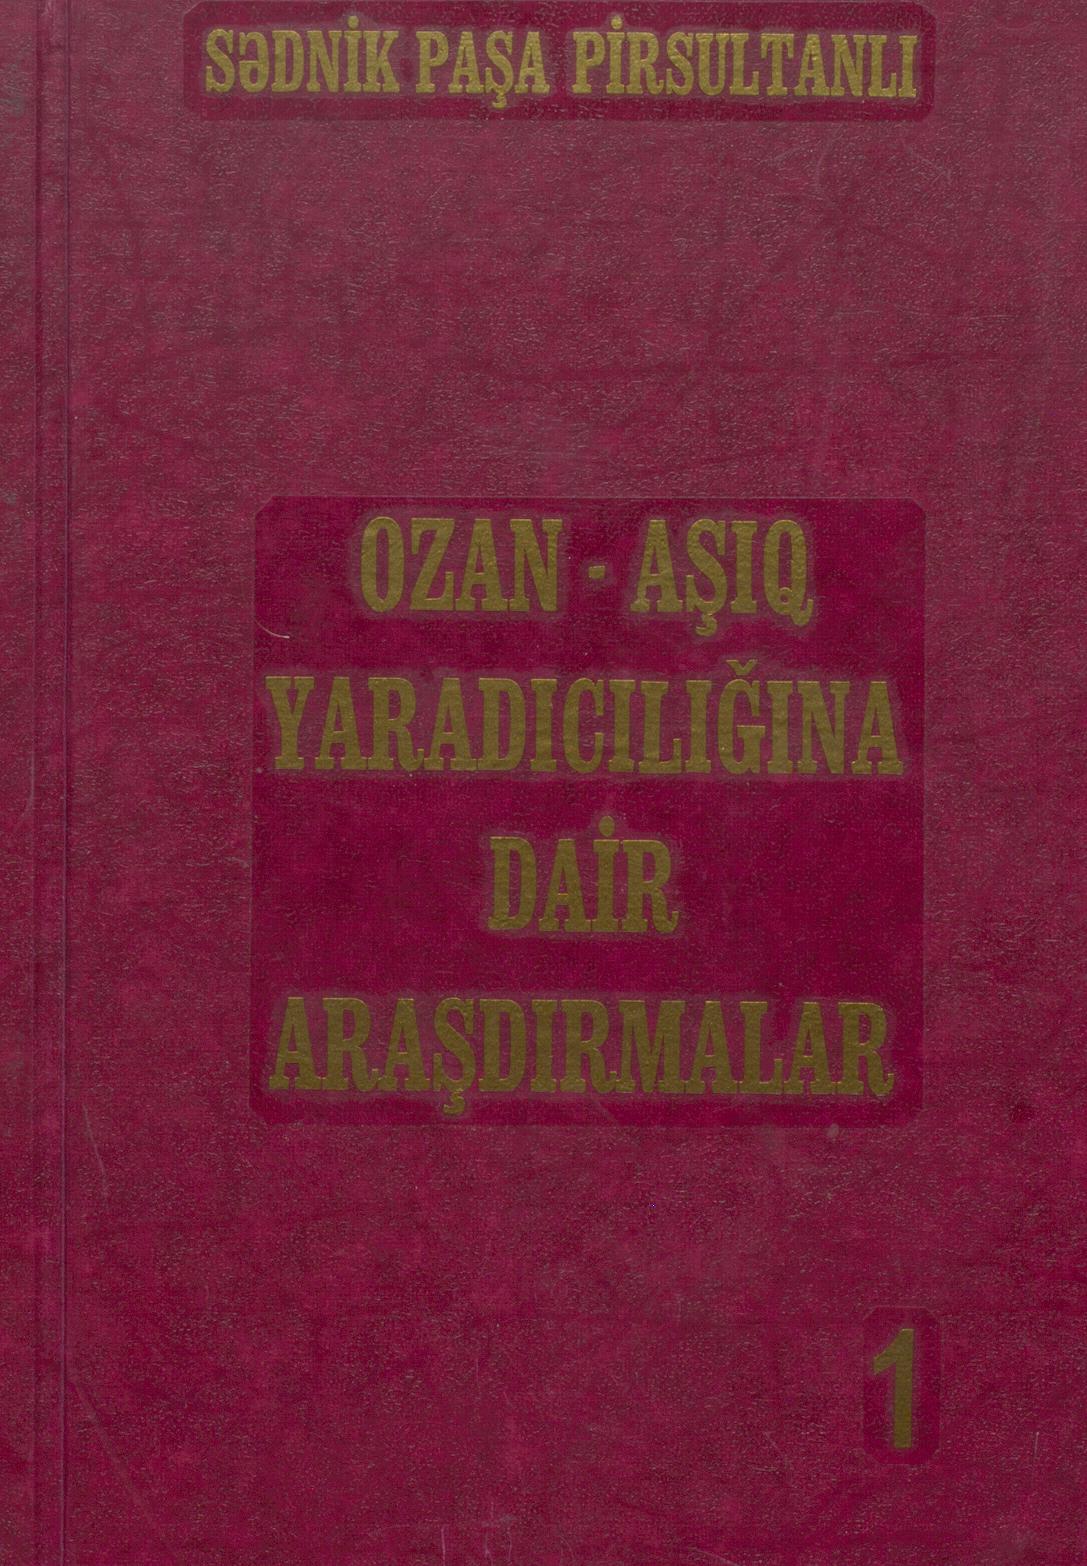 SƏDNİK PAŞA PİRSULTANLI
OZAN - AŞIQ
YARADICILIĞINA
DAİR
ARAŞDIRMALAR
1